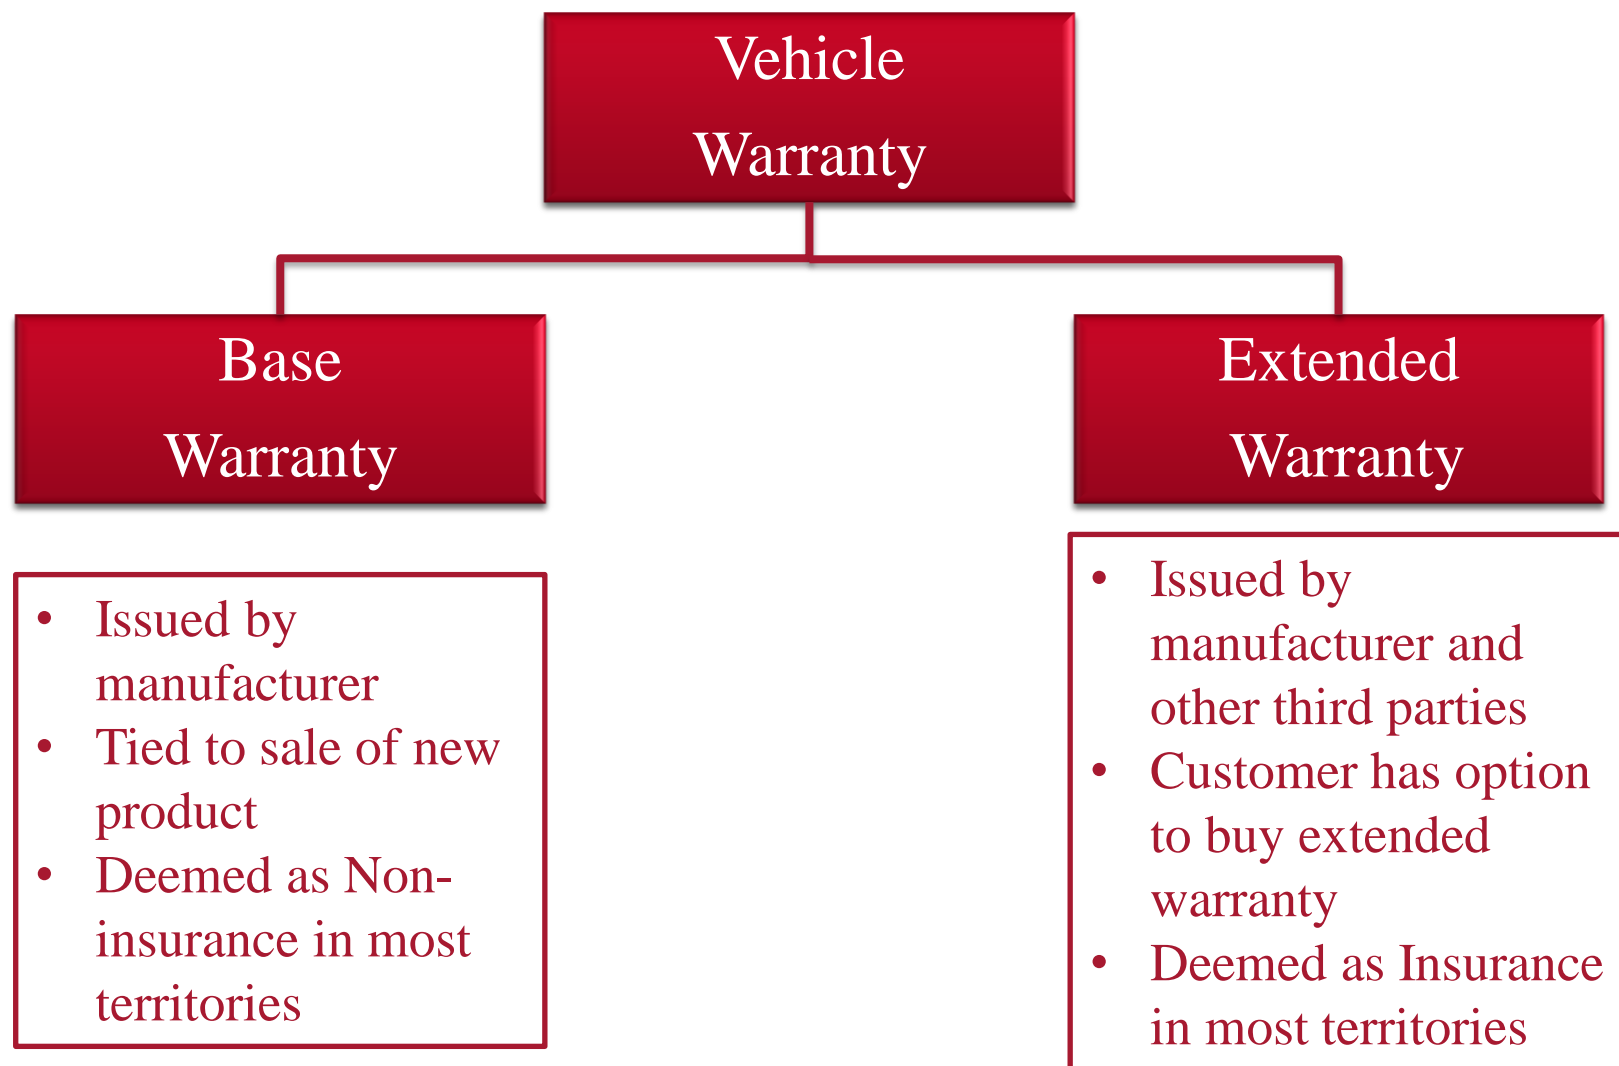 Vehicle
Warranty
Base
Warranty
Extended
Warranty
• Issued by
manufacturer
• Tied to sale of new
product
• Deemed as Non-
insurance in most
territories
• Issued by
manufacturer and
other third parties
• Customer has option
to buy extended
warranty
• Deemed as Insurance
in most territories